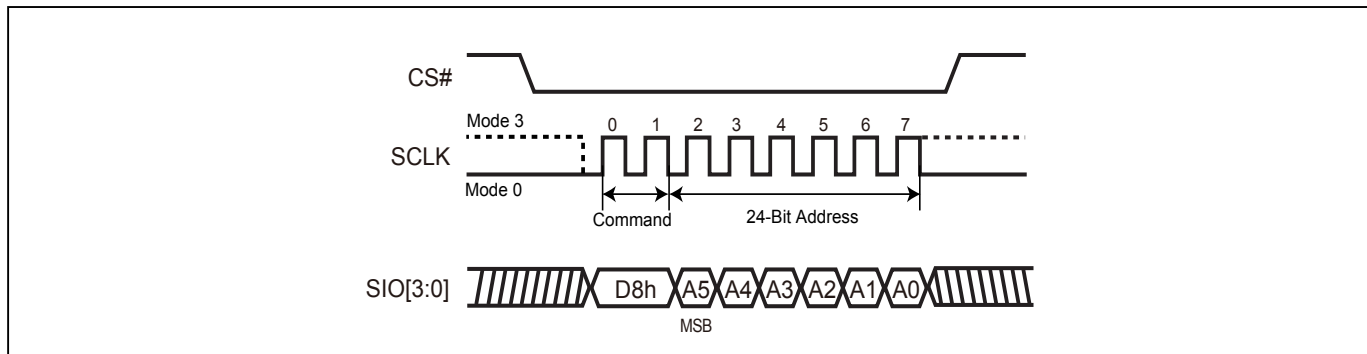 CS#
Mode 3
0 1 2 3 4 5 6 7
SCLK
Mode 0
Command
24-Bit Address
SIO[3:0]
D8h A5 A4 A3 A2 A1 A0
MSB